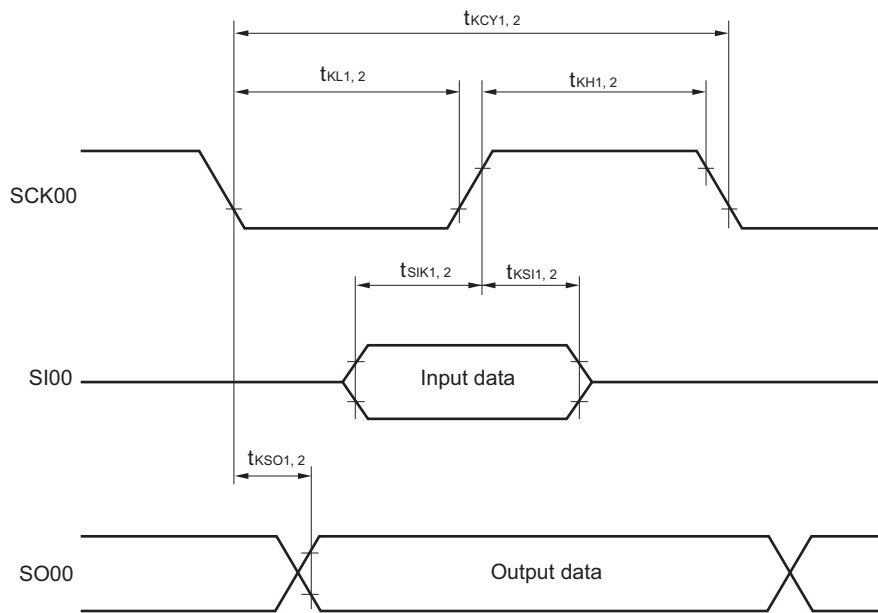 tKCY1, 2
tKL1, 2
tKH1, 2
SCK00
tSIK1, 2
tKSI1, 2
SI00
Input data
tKSO1, 2
SO00
Output data